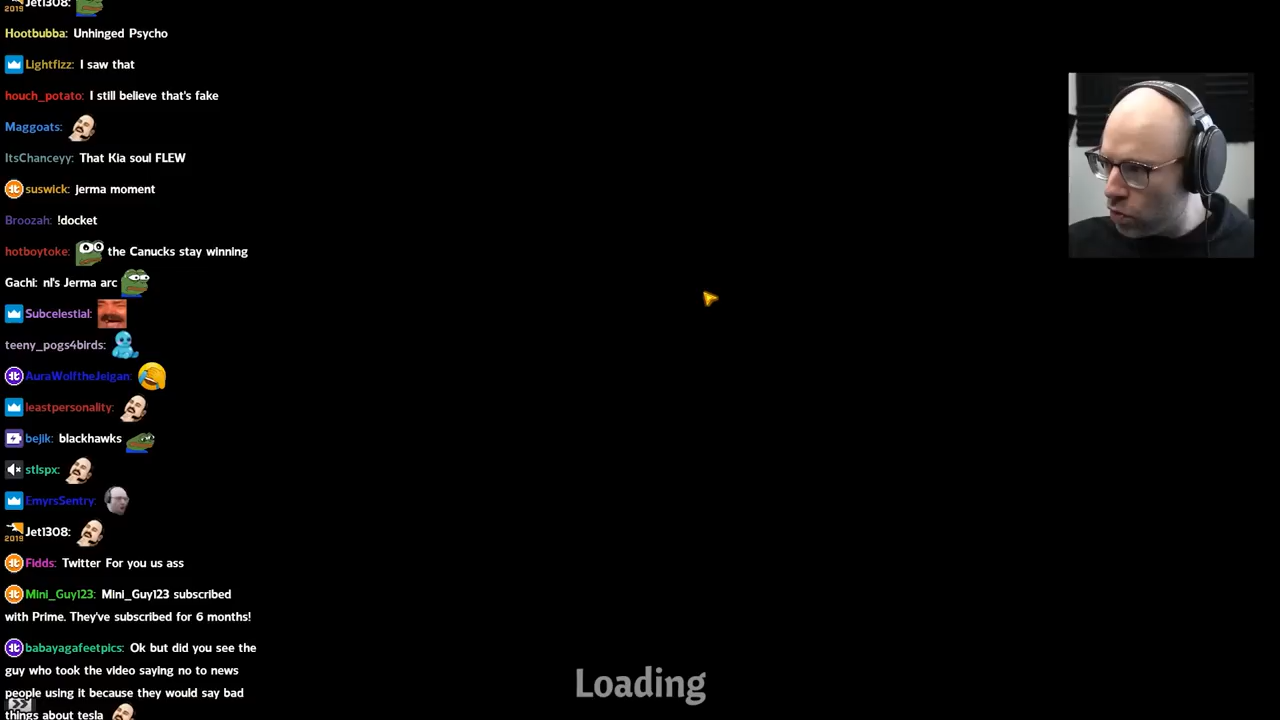 2019 Jet1308:
Hootbubba: Unhinged Psycho
Lightfizz: I saw that
houch_potato: I still believe that's fake
Maggoats:
ItsChanceyy: That Kia soul FLEW
suswick: Jerma moment
Broozah: !docket
hotboytoke: the Canucks stay winning
Gachi: nl's Jerma arc
Subcelestial:
teeny_pogs4birds:
AuraWolftheJeigan:
leastpersonality:
bejik: blackhawks
stlspx:
EmyrsSentry:
2019 Jet1308:
Fidds: Twitter For you us ass
Mini_Guy123: Mini_Guy123 subscribed
with Prime. They've subscribed for 6 months!
babayagafeetpics: Ok but did you see the
guy who took the video saying no to news
people using it because they would say bad
things about tesla
Loading